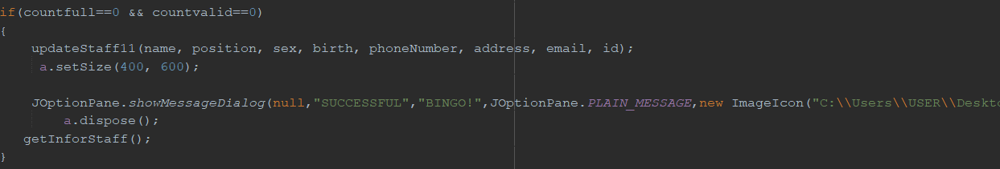 if(countfull==0 && countvalid==0)
{
updateStaff11(name, position, sex, birth, phoneNumber, address, email, id);
a.setSize(400, 600);
JOptionPane.showMessageDialog(null,"SUCCESSFUL","BINGO!",JOptionPane.PLAIN_MESSAGE,new ImageIcon("C:\\Users\\USER\\Deskto
a.dispose();
getInforStaff();
}